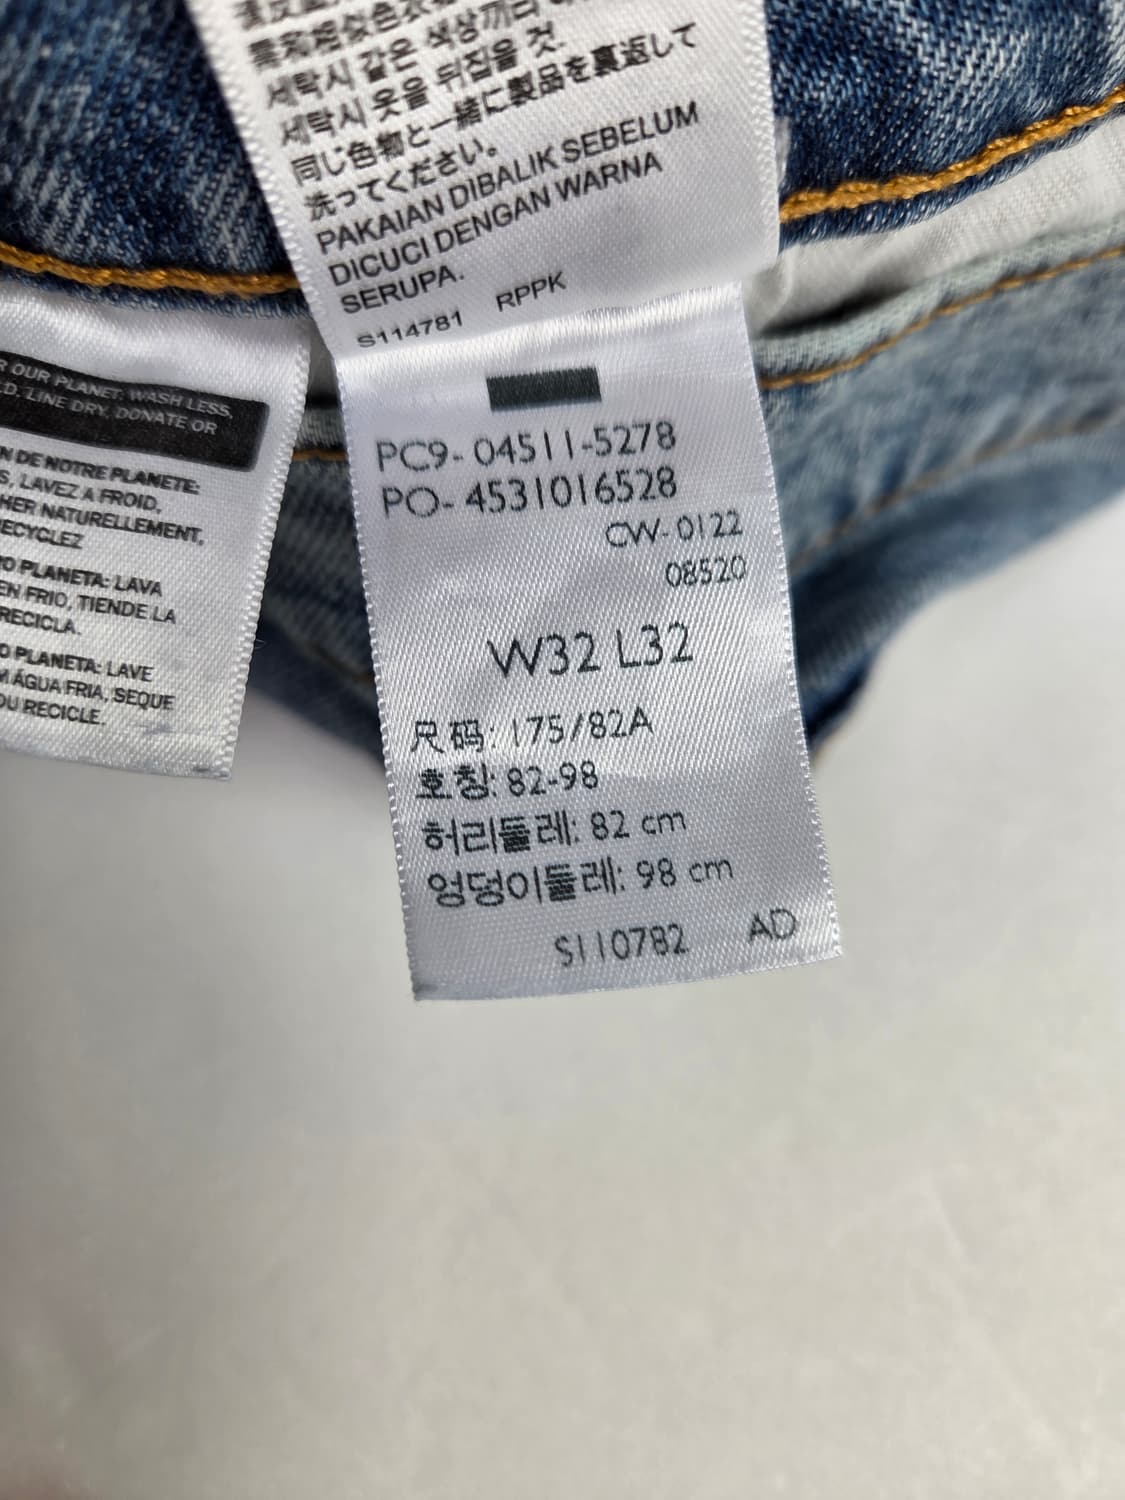 세탁시 같은 색상끼리
세탁시 옷을 뒤집을 것.
同じ色物と一緒に製品を裏返して
洗ってください。
PAKAIAN DIBALIK SEBELUM
DICUCI DENGAN WARNA
SERUPA.
S114781 RPPK
R OUR PLANET: WASH LESS,
LINE DRY, DONATE OR
N DE NOTRE PLANETE:
S, LAVEZ A FROID,
HER NATURELLEMENT,
RECYCLEZ
O PLANETA: LAVA
EN FRIO, TIENDE LA
RECICLA.
O PLANETA: LAVE
M ÁGUA FRIA, SEQUE
OU RECICLE.
PC9- 04511-5278
PO- 4531016528
CW- 0122
08520
W32 L32
尺码: 175/82A
호칭: 82-98
허리둘레: 82 cm
엉덩이둘레: 98 cm
S110782 AD